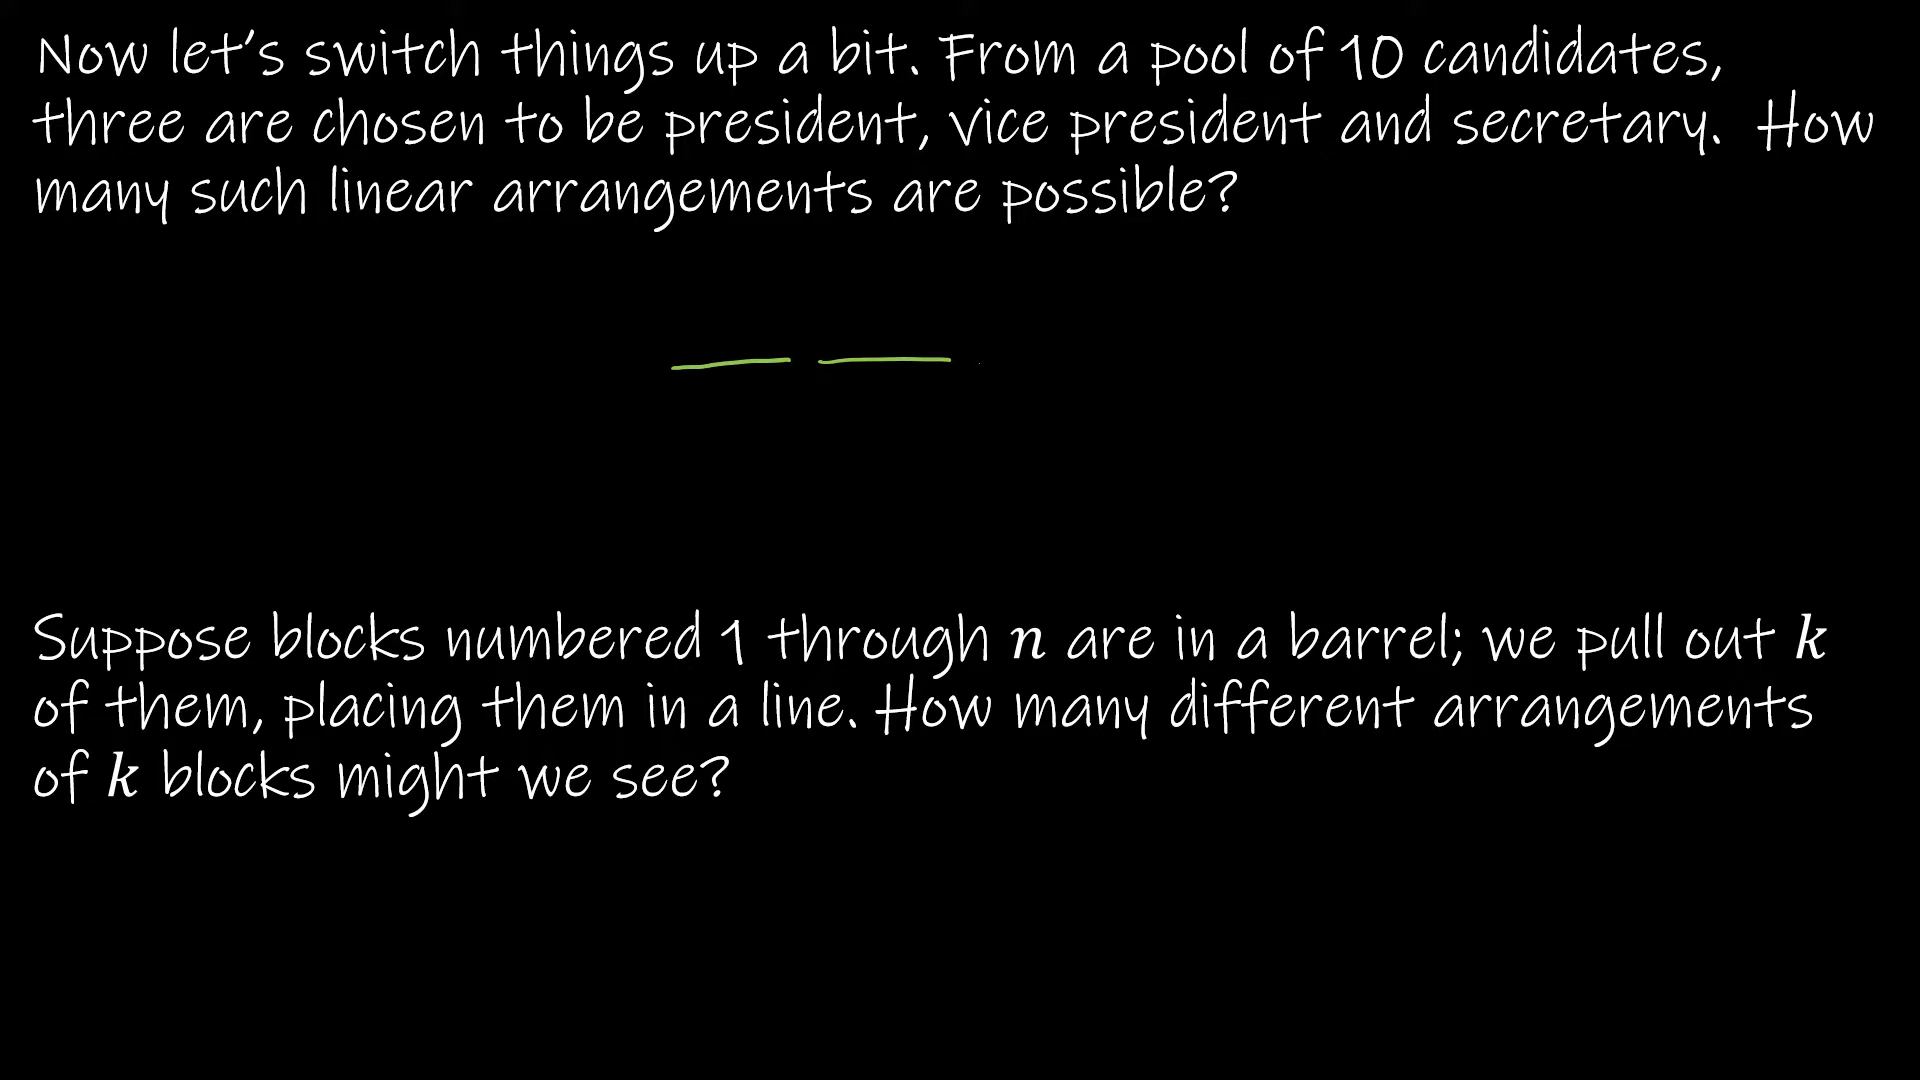 Now let's switch things up a bit. From a pool of 10 candidates,
three are chosen to be president, vice president and secretary. How
many such linear arrangements are possible?
Suppose blocks numbered 1 through n are in a barrel; we pull out k
of them, placing them in a line. How many different arrangements
of k blocks might we see?